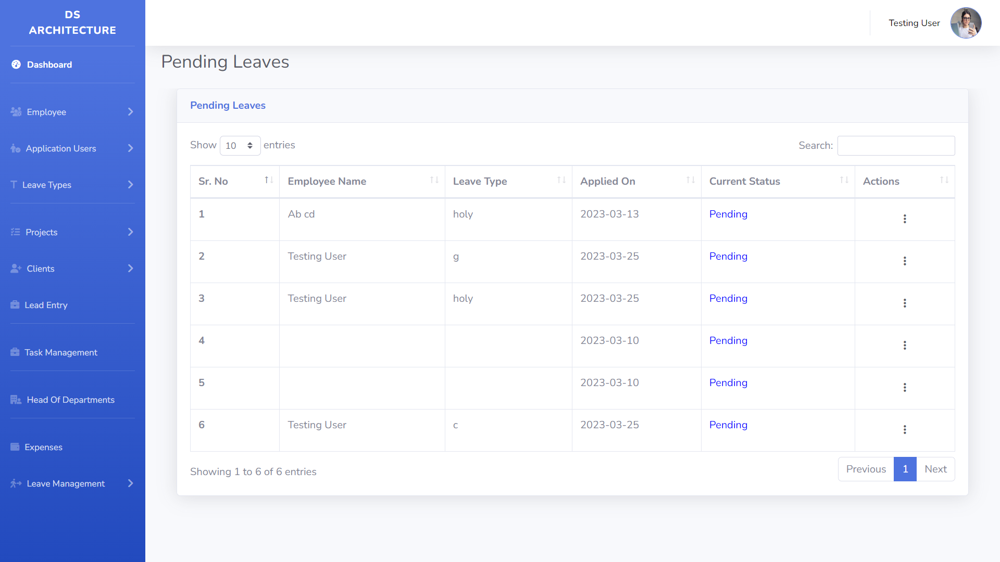 DS
ARCHITECTURE
Testing User
Dashboard
Employee
Application Users
Leave Types
Projects
Clients
Lead Entry
Task Management
Head Of Departments
Expenses
Leave Management
Pending Leaves
Pending Leaves
Show 10 entries
Search:
Sr. No Employee Name Leave Type Applied On Current Status Actions
1 Ab cd holy 2023-03-13 Pending
2 Testing User g 2023-03-25 Pending
3 Testing User holy 2023-03-25 Pending
4 2023-03-10 Pending
5 2023-03-10 Pending
6 Testing User c 2023-03-25 Pending
Showing 1 to 6 of 6 entries
Previous 1 Next